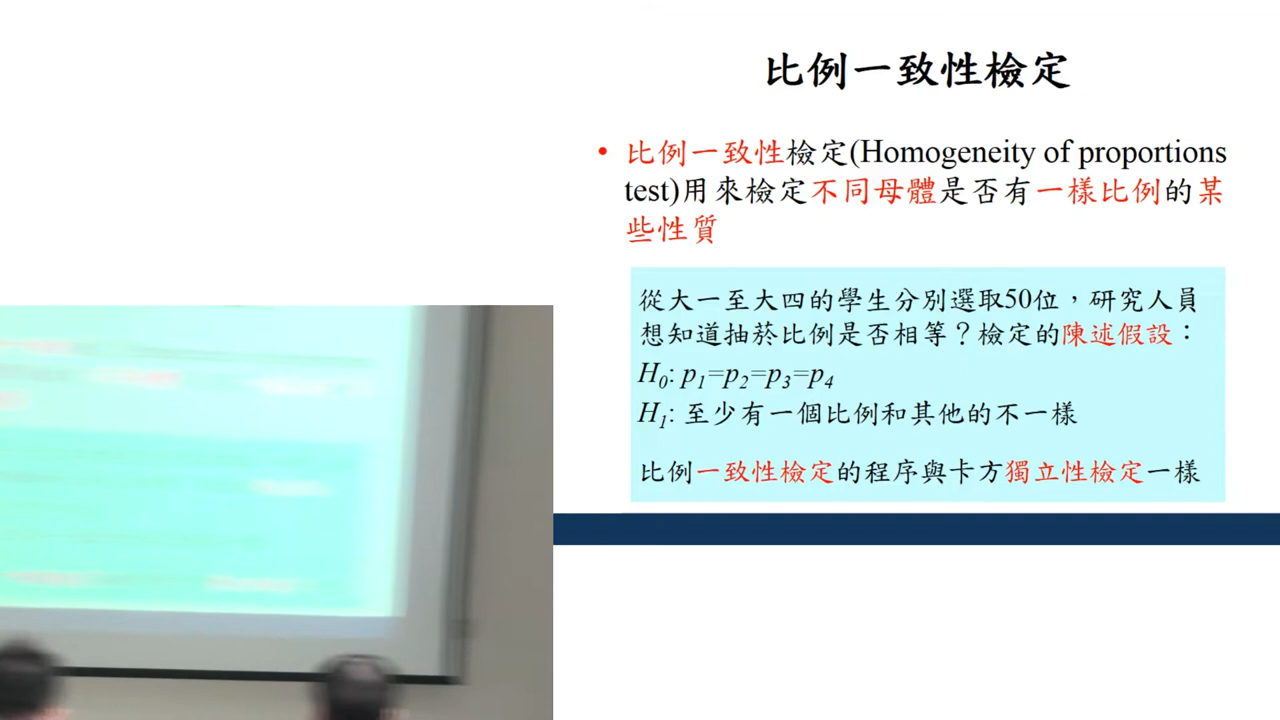 比例一致性檢定
• 比例一致性檢定(Homogeneity of proportions
test)用來檢定不同母體是否有一樣比例的某
些性質
從大一至大四的學生分別選取50位，研究人員
想知道抽菸比例是否相等？檢定的陳述假設：
H0: p1=p2=p3=p4
H1: 至少有一個比例和其他的不一樣
比例一致性檢定的程序與卡方獨立性檢定一樣